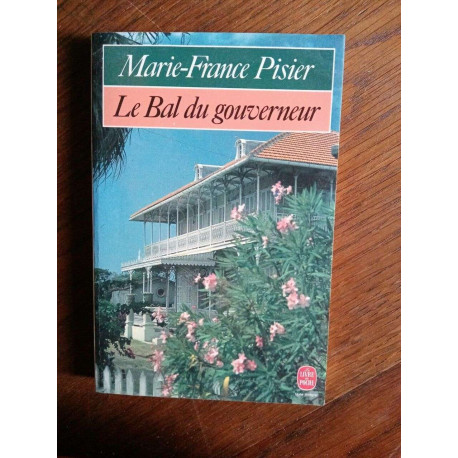 Marie-France Pisier
Le Bal du gouverneur
LE LIVRE
DE POCHE